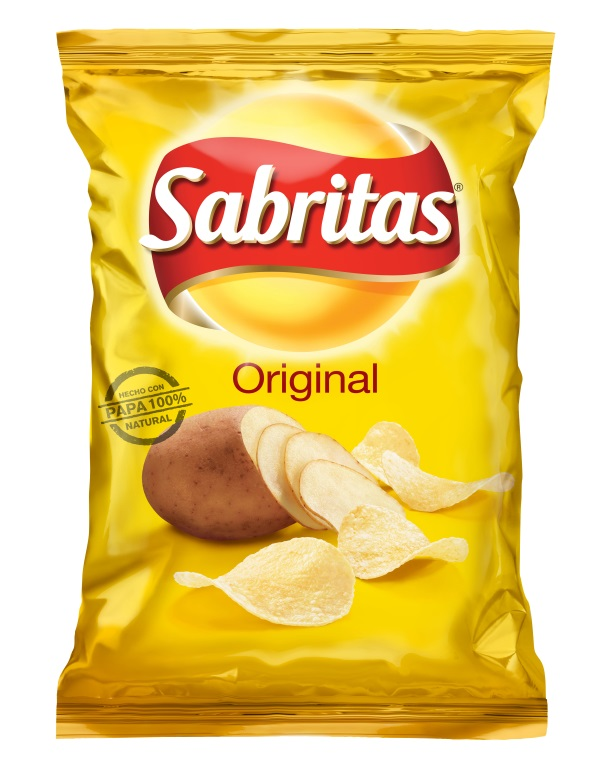 Sabritas®
Original
HECHO CON
PAPA 100%
NATURAL